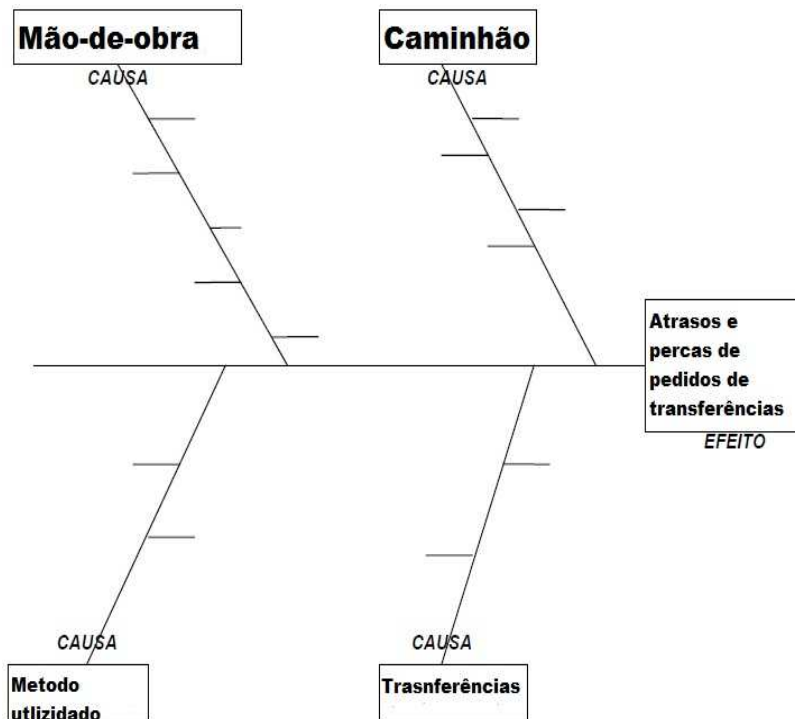 Mão-de-obra
Caminhão
CAUSA
CAUSA
Atrasos e
percas de
pedidos de
transferências
EFEITO
CAUSA
CAUSA
Metodo
utlizidado
Trasnferências